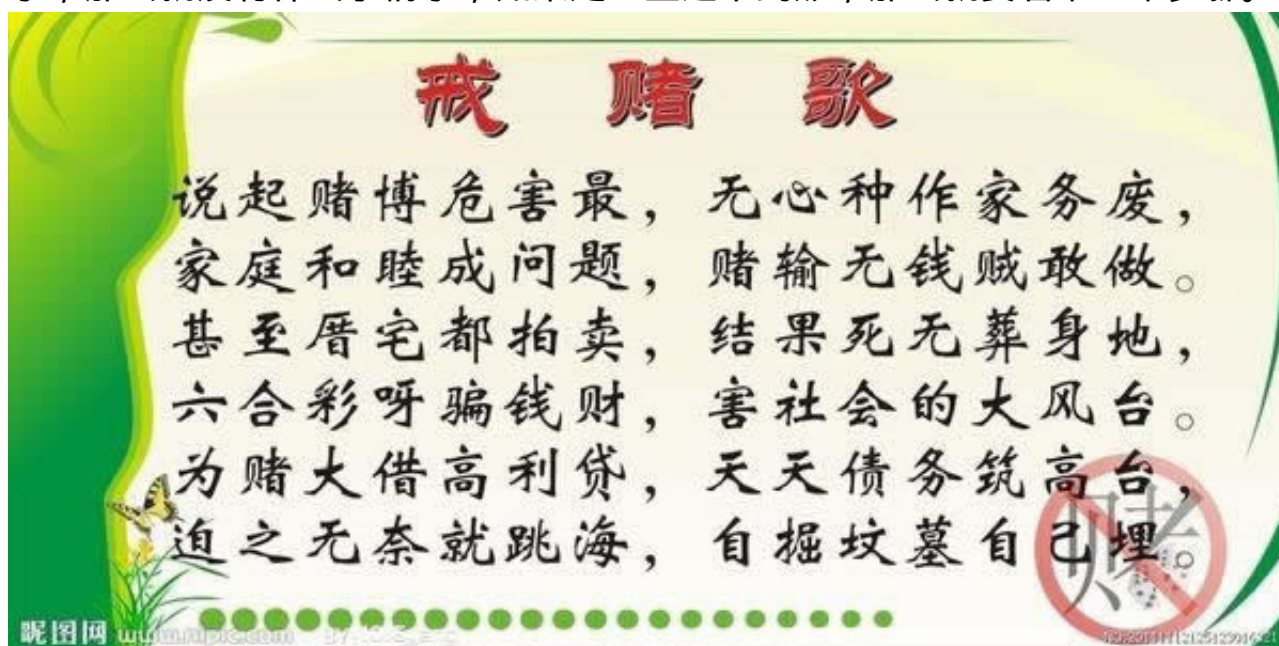 戒 赌 歌
说起赌博危害最，无心种作家务废，
家庭和睦成问题，赌输无钱贼敢做。
甚至厝宅都拍卖，结果死无葬身地，
六合彩呀骗钱财，害社会的大风台。
为赌大借高利贷，天天债务筑高台，
迫之无奈就跳海，自掘坟墓自己埋
赌
昵图网 www.nipic.com